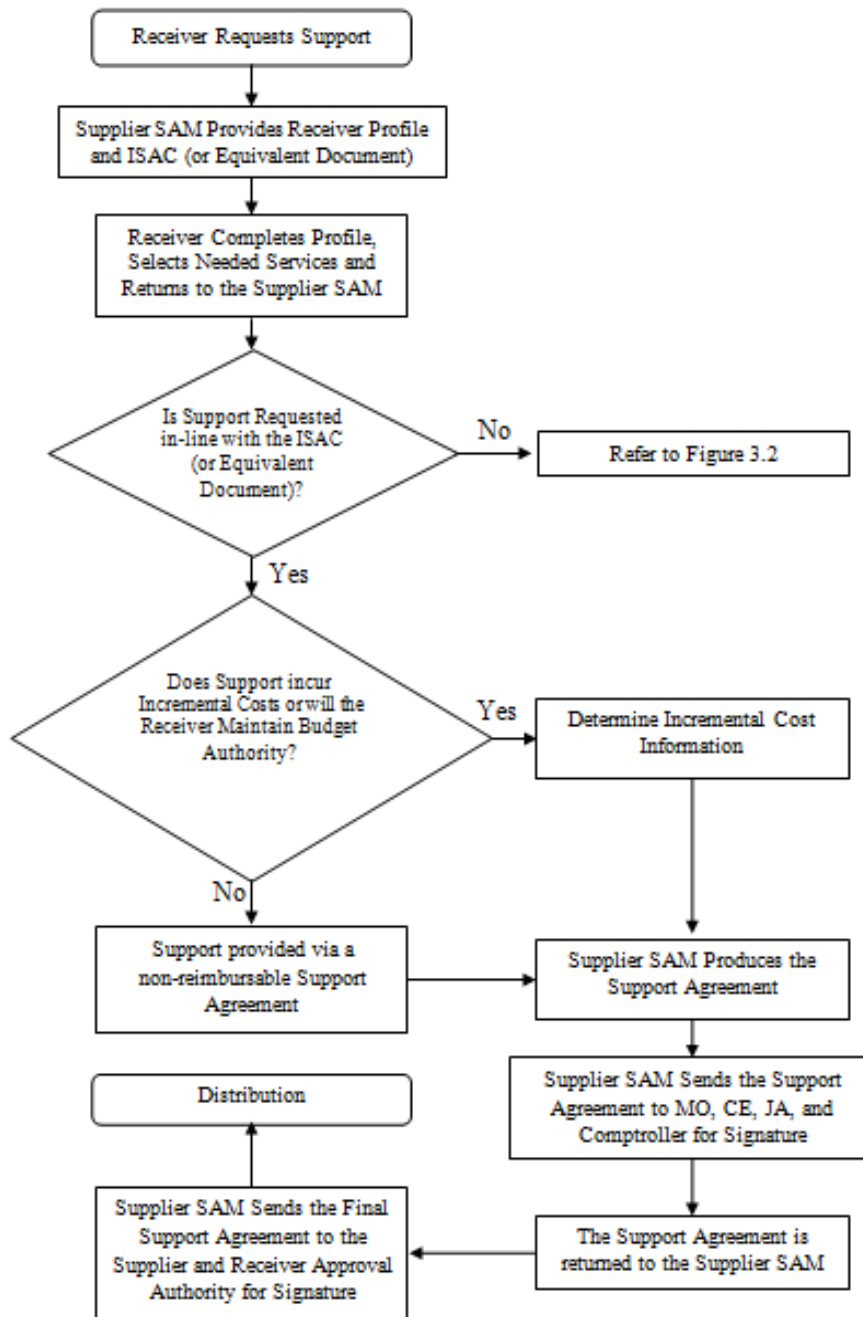 Receiver Requests Support
Supplier SAM Provides Receiver Profile
and ISAC (or Equivalent Document)
Receiver Completes Profile,
Selects Needed Services and
Returns to the Supplier SAM
Is Support Requested
in-line with the ISAC
(or Equivalent
Document)?
No
Refer to Figure 3.2
Yes
Does Support incur
Incremental Costs or will the
Receiver Maintain Budget
Authority?
Yes
Determine Incremental Cost
Information
No
Support provided via a
non-reimbursable Support
Agreement
Supplier SAM Produces the
Support Agreement
Supplier SAM Sends the Support
Agreement to MO, CE, JA, and
Comptroller for Signature
The Support Agreement is
returned to the Supplier SAM
Supplier SAM Sends the Final
Support Agreement to the
Supplier and Receiver Approval
Authority for Signature
Distribution